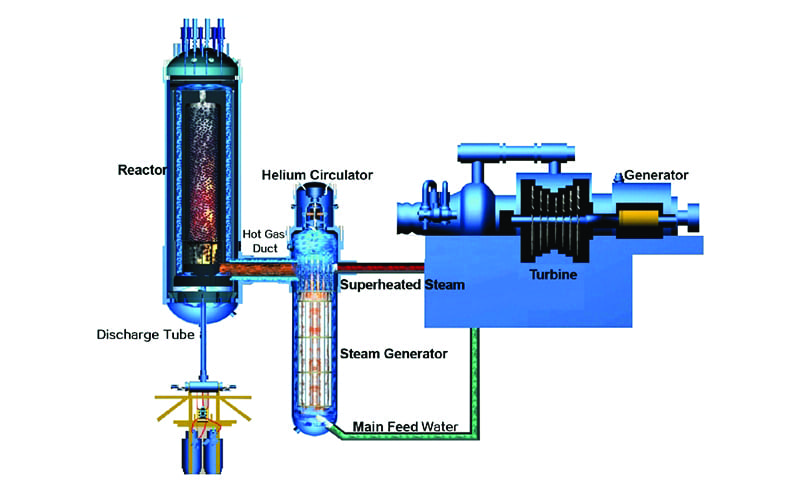 Reactor
Helium Circulator
Generator
Hot Gas
Duct
Superheated Steam
Turbine
Discharge Tube
Steam Generator
Main Feed Water